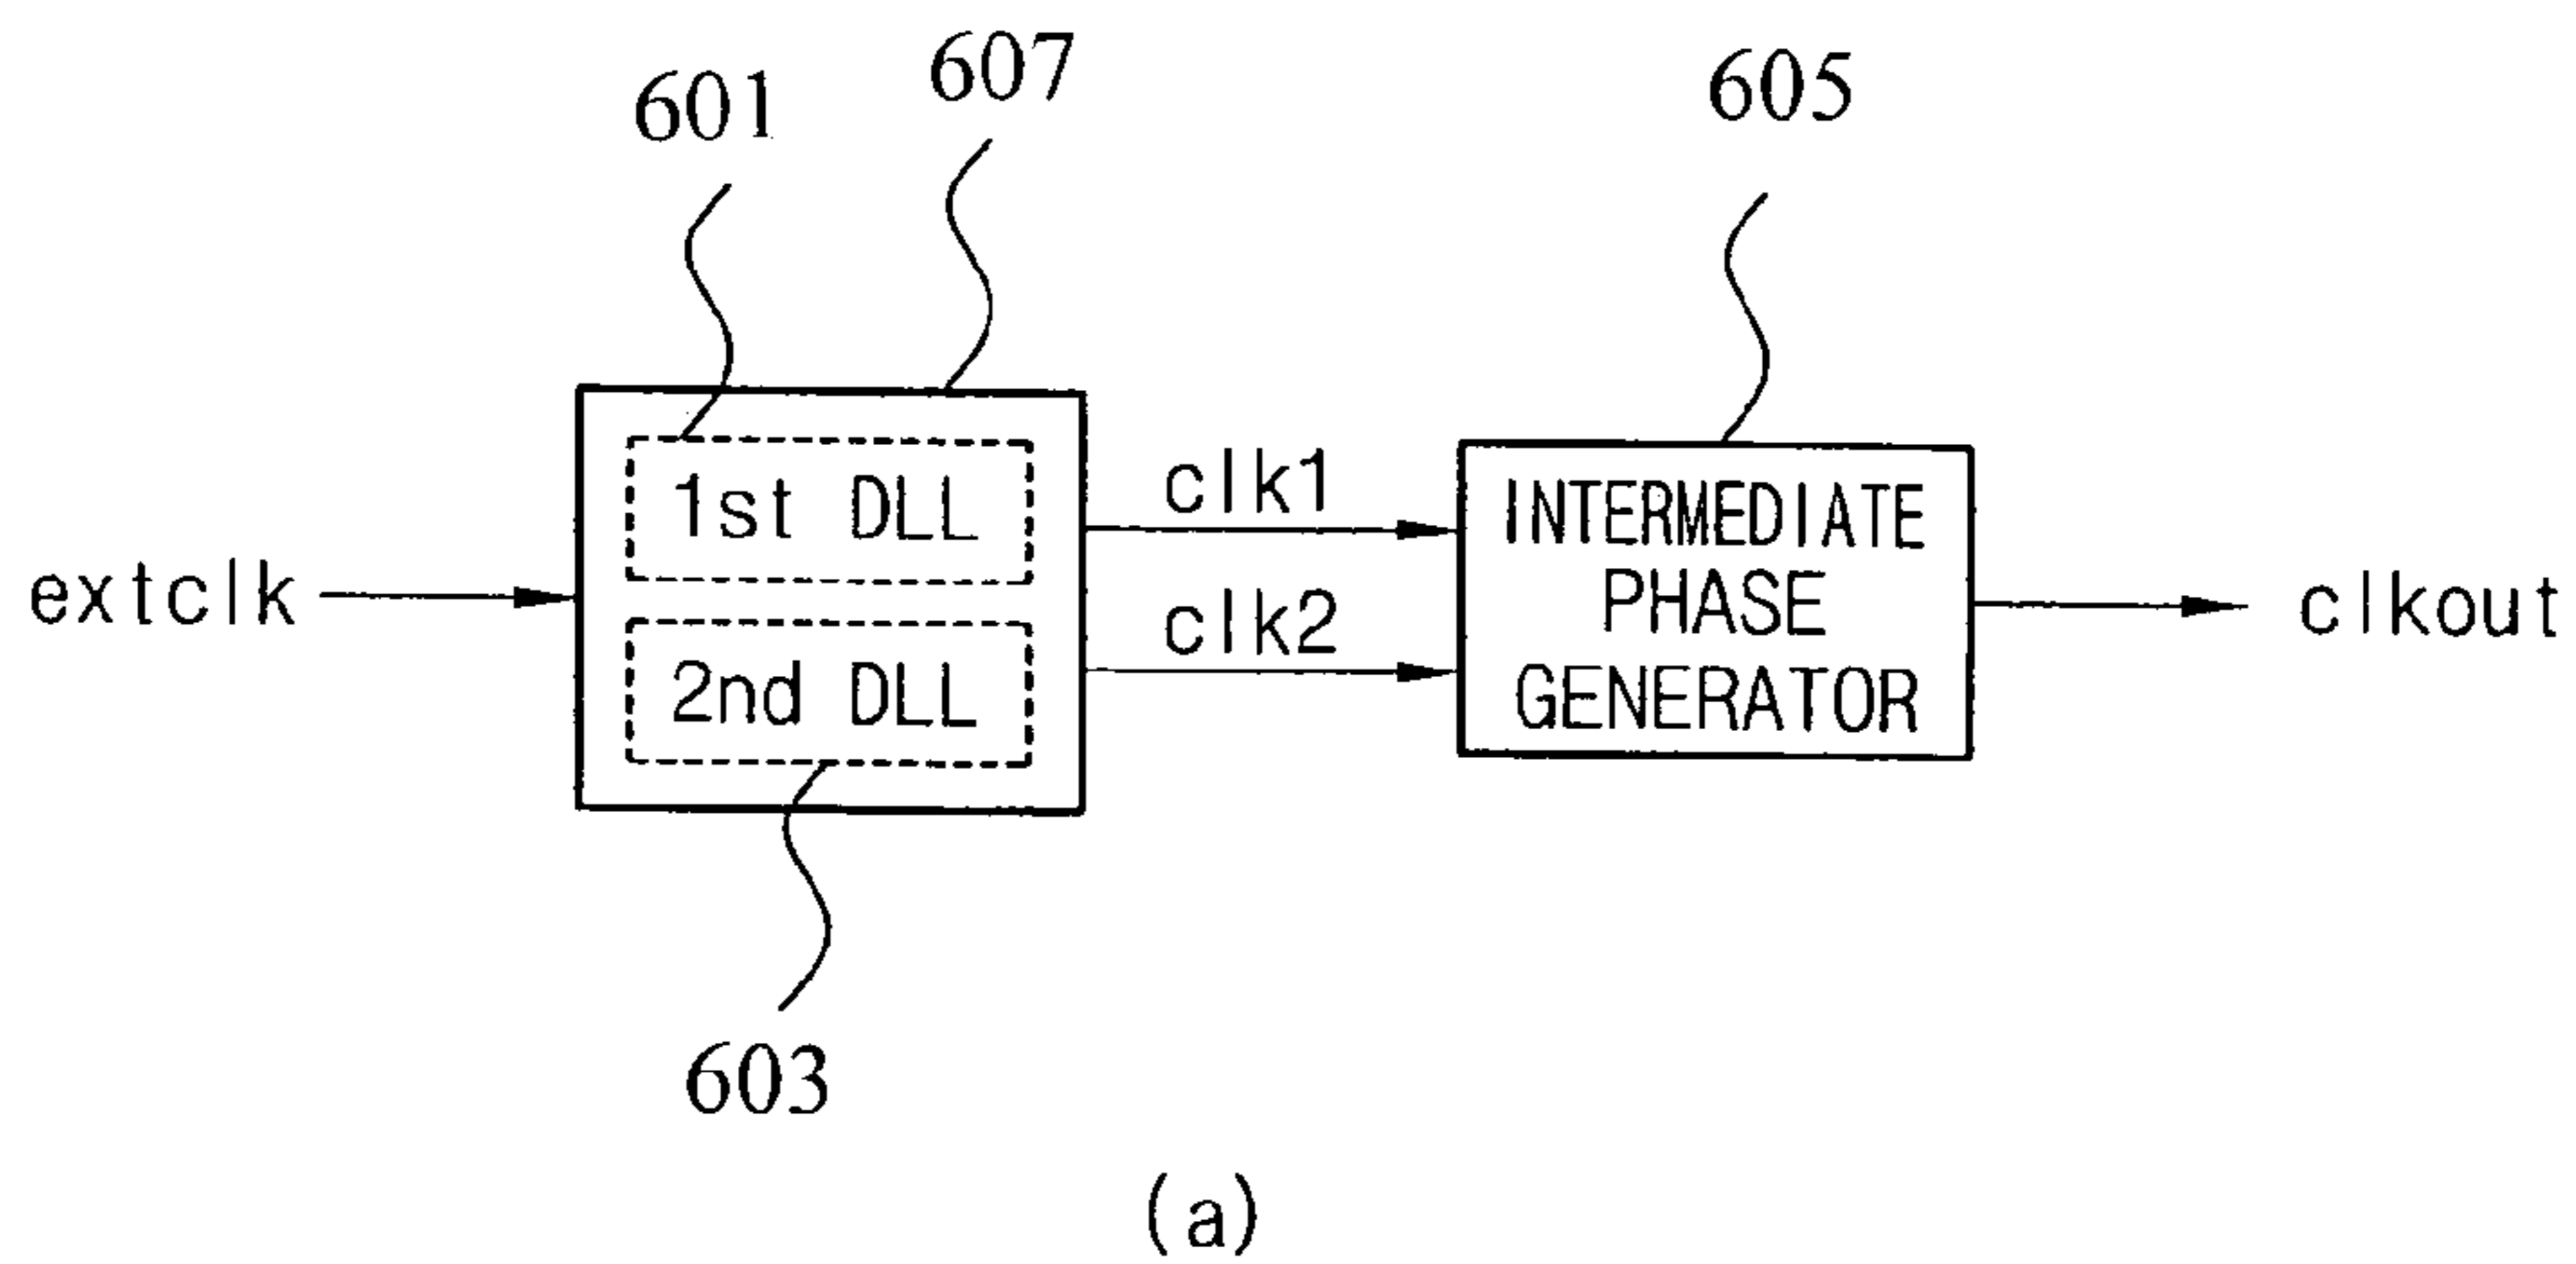 607
601
605
1st DLL
clk1
INTERMEDIATE
extclk
PHASE
clkout
clk2
2nd DLL
GENERATOR
603
(a)